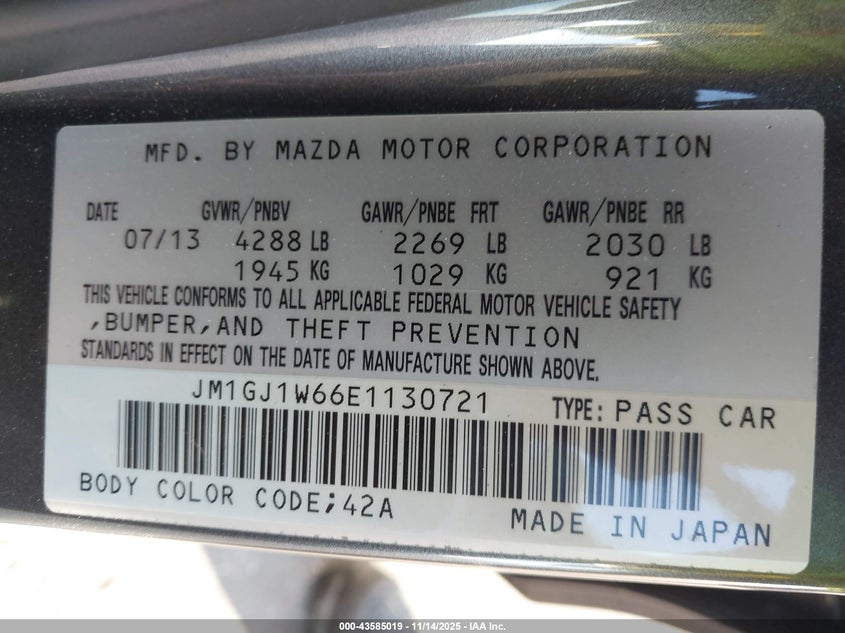 MFD. BY MAZDA MOTOR CORPORATION
DATE GVWR/PNBV GAWR/PNBE FRT GAWR/PNBE RR
07/13 4288 LB 2269 LB 2030 LB
1945 KG 1029 KG 921 KG
THIS VEHICLE CONFORMS TO ALL APPLICABLE FEDERAL MOTOR VEHICLE SAFETY
,BUMPER,AND THEFT PREVENTION
STANDARDS IN EFFECT ON THE DATE OF MANUFACTURE SHOWN ABOVE.
JM1GJ1W66E1130721 TYPE: PASS CAR
BODY COLOR CODE;42A MADE IN JAPAN
000-43585019 - 11/14/2025 - IAA Inc.